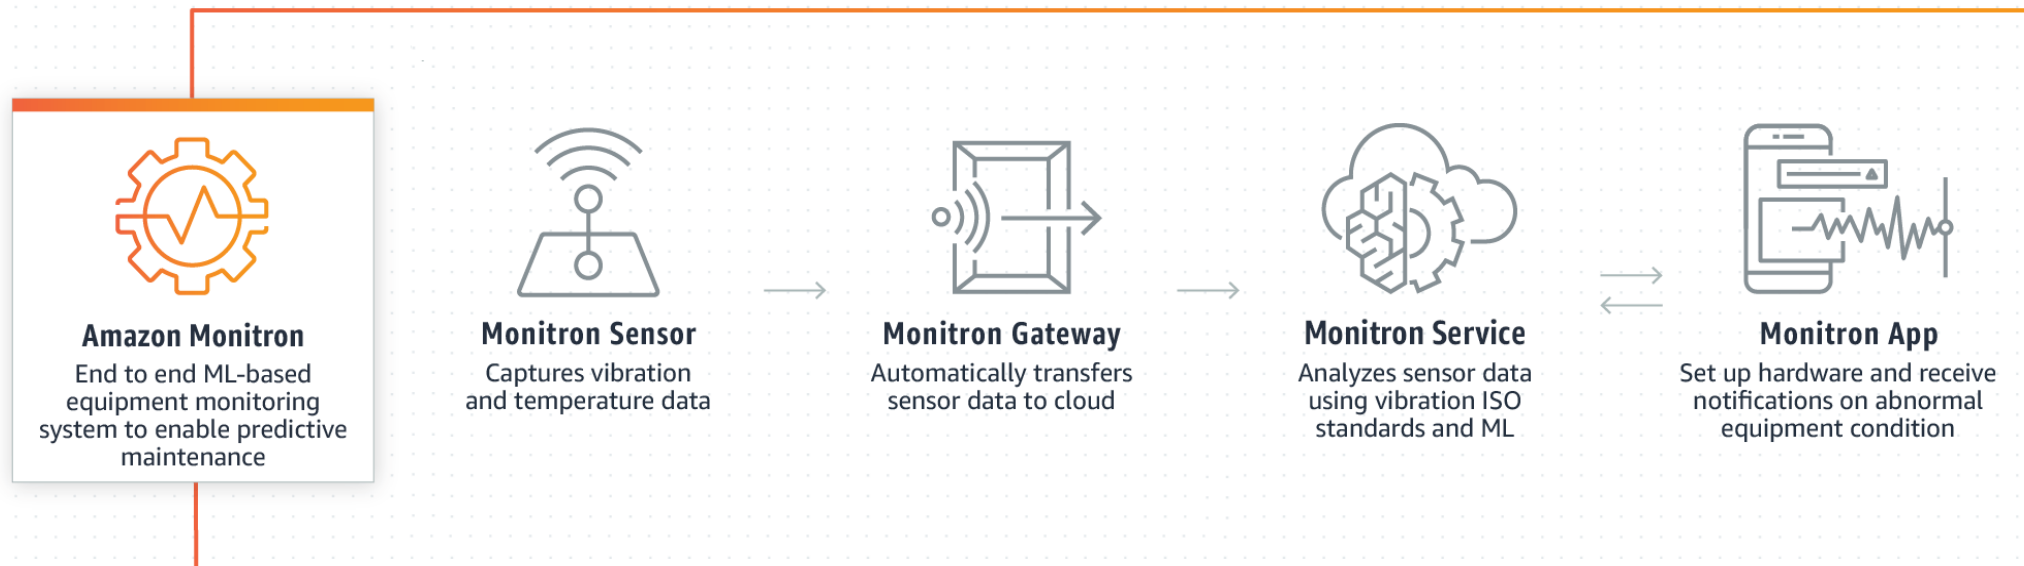 Amazon Monitron
End to end ML-based
equipment monitoring
system to enable predictive
maintenance
Monitron Sensor
Captures vibration
and temperature data
Monitron Gateway
Automatically transfers
sensor data to cloud
Monitron Service
Analyzes sensor data
using vibration ISO
standards and ML
Monitron App
Set up hardware and receive
notifications on abnormal
equipment condition